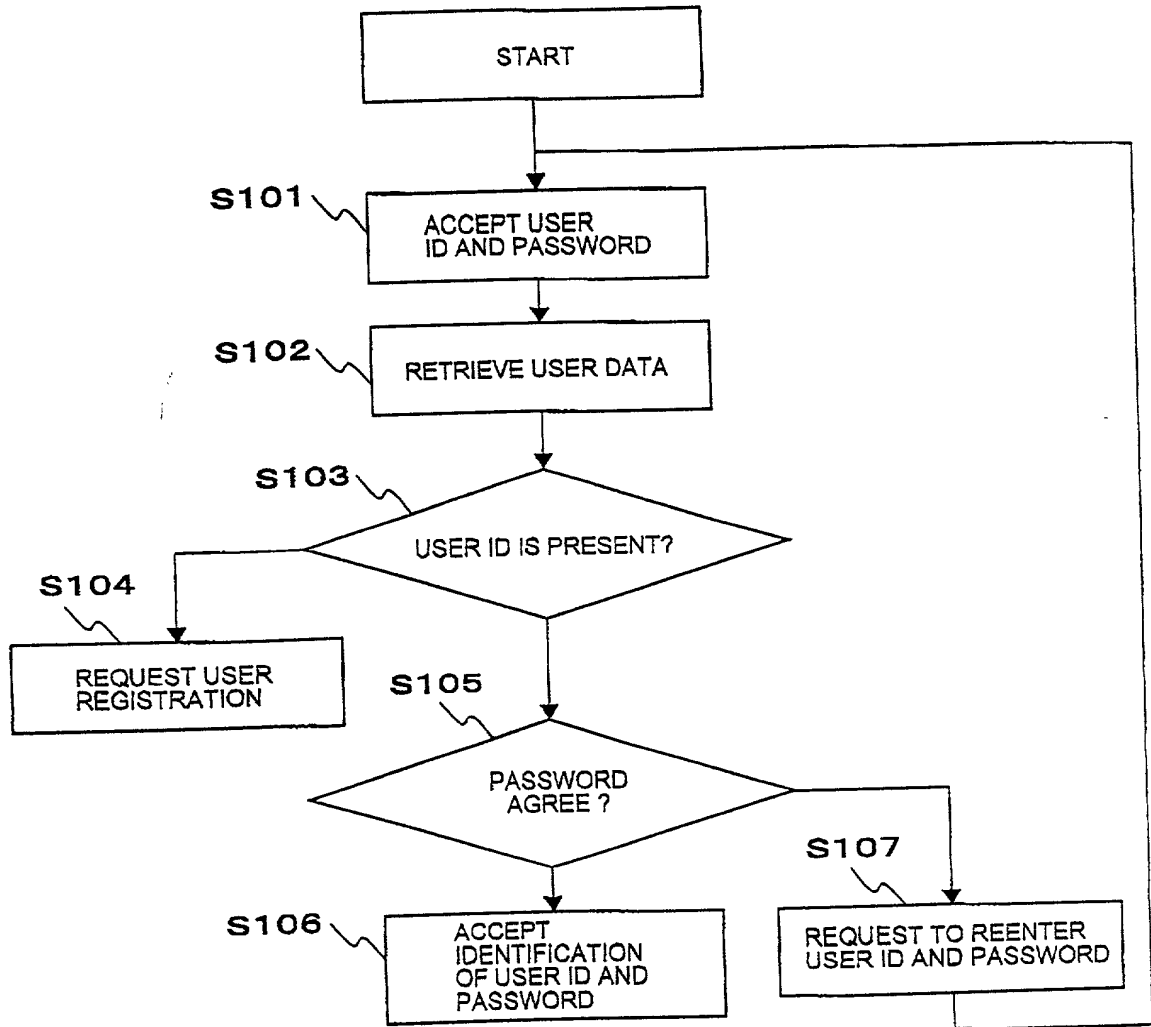 START
S101
ACCEPT USER
ID AND PASSWORD
S102
RETRIEVE USER DATA
S103
USER ID IS PRESENT?
S104
REQUEST USER
REGISTRATION
S105
PASSWORD
AGREE ?
S106
ACCEPT
IDENTIFICATION
OF USER ID AND
PASSWORD
S107
REQUEST TO REENTER
USER ID AND PASSWORD